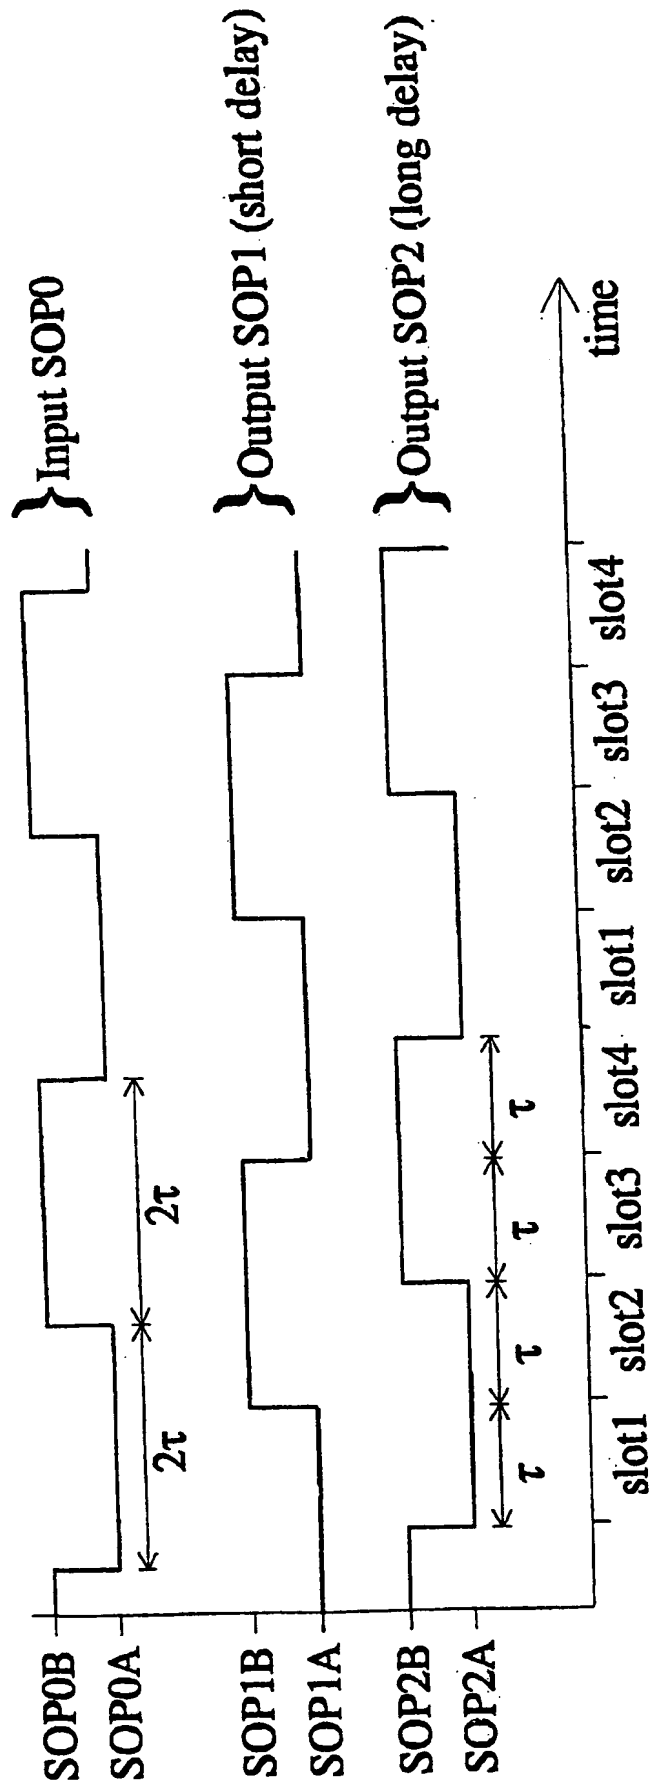 SOP0B
SOP0A
2τ
2τ
}Input SOP0
SOP1B
SOP1A
}Output SOP1 (short delay)
SOP2B
SOP2A
τ
τ
τ
τ
}Output SOP2 (long delay)
slot1 slot2 slot3 slot4 slot1 slot2 slot3 slot4
time